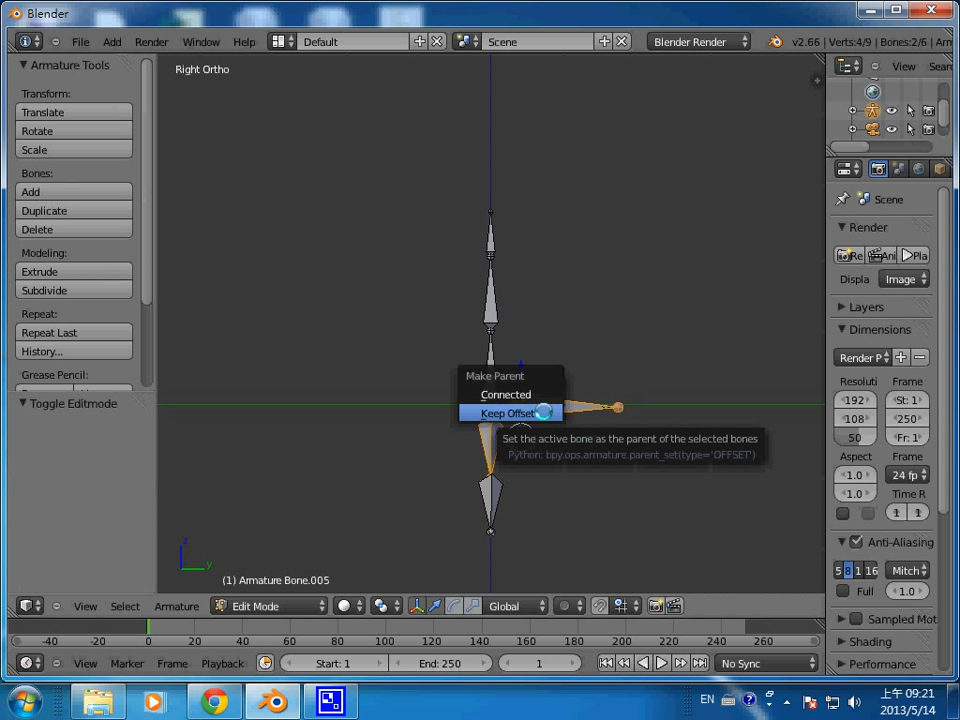 Blender
File Add Render Window Help Default Scene Blender Render v2.66 | Verts:4/9 | Bones:2/6 | Arm
Armature Tools
Transform:
Translate
Rotate
Scale
Bones:
Add
Duplicate
Delete
Modeling:
Extrude
Subdivide
Repeat:
Repeat Last
History...
Grease Pencil:
Toggle Editmode
Right Ortho
Make Parent
Connected
Keep Offset
Set the active bone as the parent of the selected bones
Python: bpy.ops.armature.parent_set(type='OFFSET')
z
y
(1) Armature Bone.005
View Sear
Scene
Render
Re Ani Pla
Displa Image
Layers
Dimensions
Render P
Resoluti Frame
192 St: 1
108 250
50 Fr: 1
Aspect Frame
1.0 24 fp
1.0 Time R
1 1
Anti-Aliasing
5 8 1 16 Mitch
Full 1.0
Sampled Mot
Shading
Performance
View Select Armature Edit Mode Global
-40 -20 0 20 40 60 80 100 120 140 160 180 200 220 240 260
View Marker Frame Playback Start: 1 End: 250 1 No Sync
EN
上午 09:21
2013/5/14